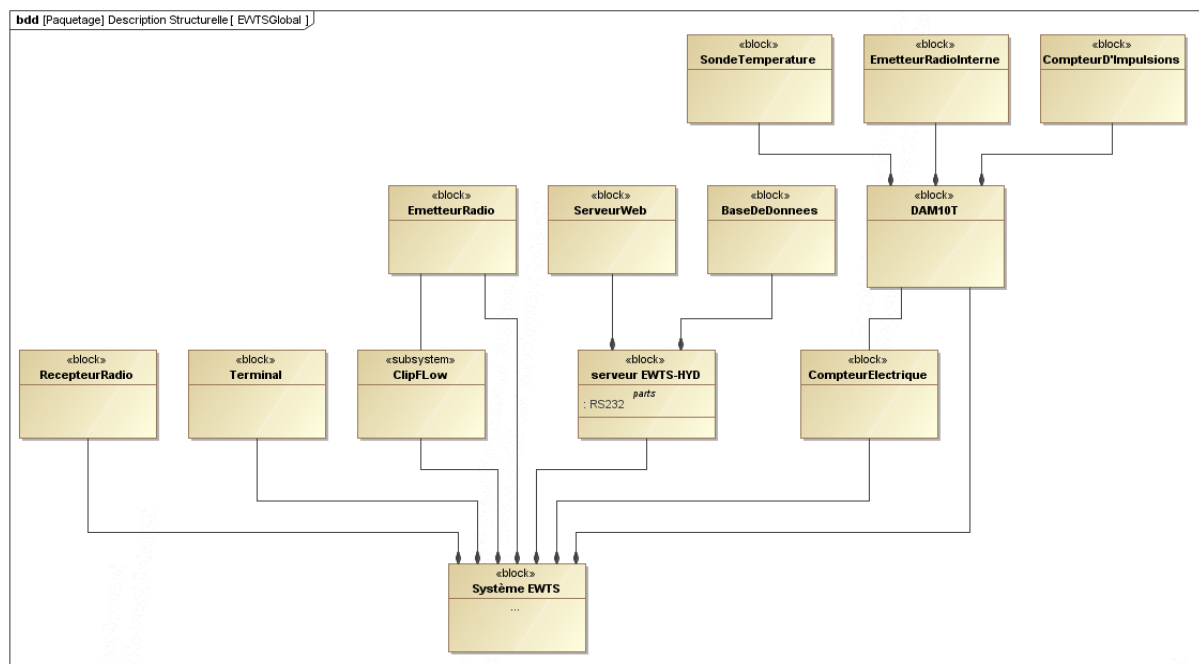 bdd [Paquetage] Description Structurelle [ EWTSGlobal ]
«block»
SondeTemperature
«block»
EmetteurRadioInterne
«block»
CompteurD'Impulsions
«block»
EmetteurRadio
«block»
ServeurWeb
«block»
BaseDeDonnees
«block»
DAM10T
«block»
RecepteurRadio
«block»
Terminal
«subsystem»
ClipFLow
«block»
serveur EWTS-HYD
parts
: RS232
«block»
CompteurElectrique
«block»
Système EWTS
...